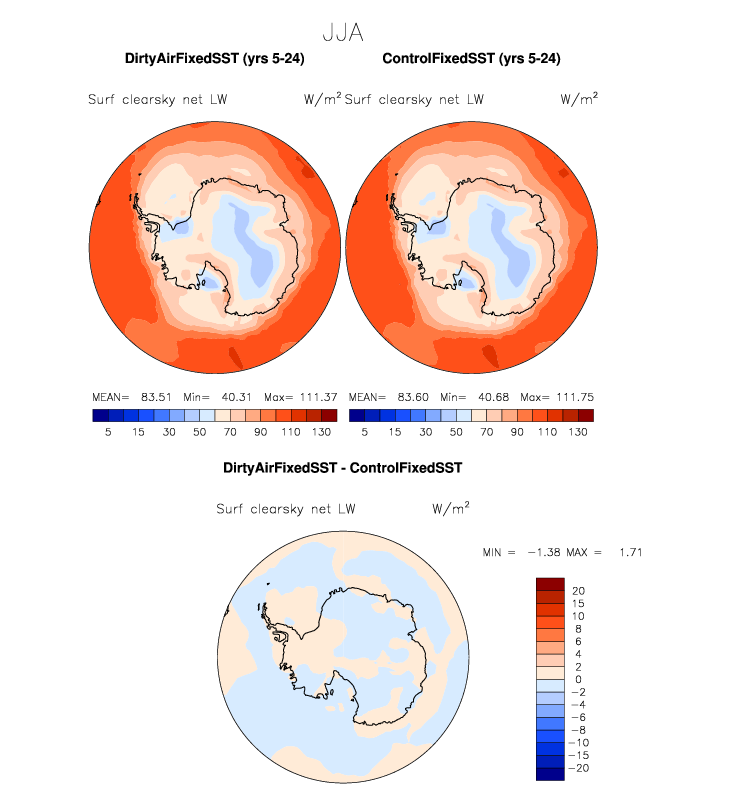 JJA
DirtyAirFixedSST (yrs 5-24) ControlFixedSST (yrs 5-24)
Surf clearsky net LW W/m² Surf clearsky net LW W/m²
MEAN= 83.51 Min= 40.31 Max= 111.37 MEAN= 83.60 Min= 40.68 Max= 111.75
5 15 30 50 70 90 110 130 5 15 30 50 70 90 110 130
DirtyAirFixedSST - ControlFixedSST
Surf clearsky net LW W/m²
MIN = -1.38 MAX = 1.71
20
15
10
8
6
4
2
0
-2
-4
-6
-8
-10
-15
-20